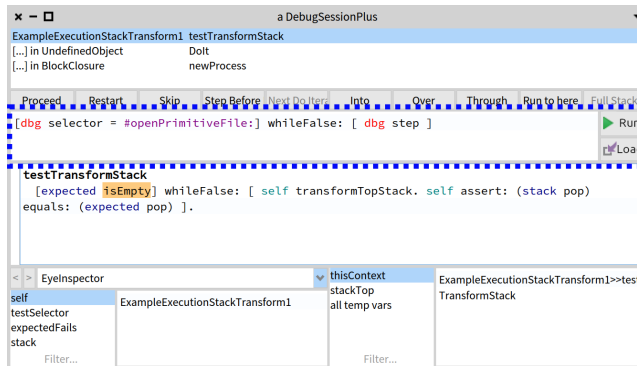 a DebugSessionPlus
ExampleExecutionStackTransform1 testTransformStack
[...] in UndefinedObject DoIt
[...] in BlockClosure newProcess
Proceed Restart Skip Step Before Next Do Itera Into Over Through Run to here Full Stack
[dbg selector = #openPrimitiveFile:] whileFalse: [ dbg step ]
Run
Loa
testTransformStack
[expected isEmpty] whileFalse: [ self transformTopStack. self assert: (stack pop)
equals: (expected pop) ].
< > EyeInspector
self
testSelector
expectedFails
stack
Filter...
ExampleExecutionStackTransform1
thisContext
stackTop
all temp vars
Filter...
ExampleExecutionStackTransform1>>test
TransformStack